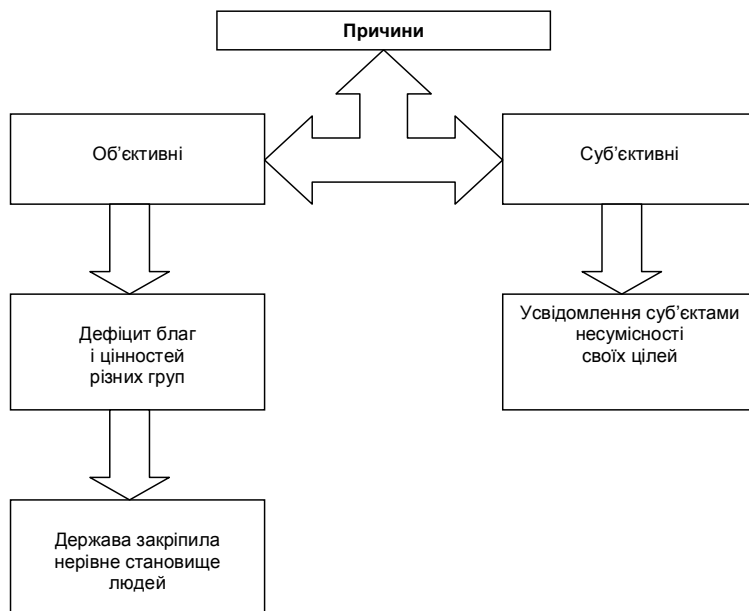 Причини
Об’єктивні
Суб’єктивні
Дефіцит благ
і цінностей
різних груп
Усвідомлення суб’єктами
несумісності
своїх цілей
Держава закріпила
нерівне становище
людей